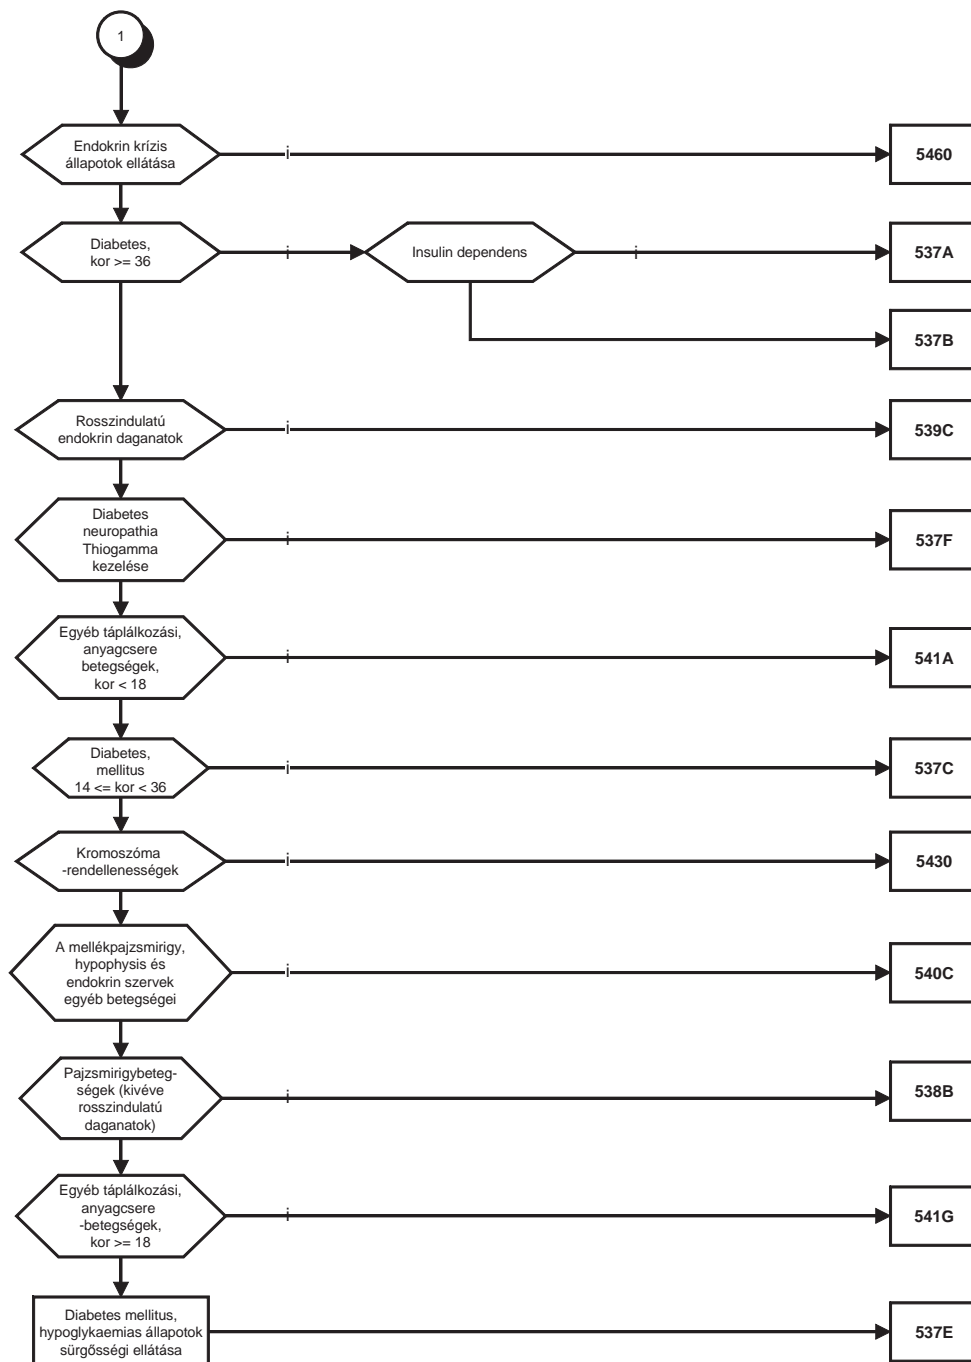 1
Endokrin krízis
állapotok ellátása
i
5460
Diabetes,
kor >= 36
i
Insulin dependens
i
537A
537B
Rosszindulatú
endokrin daganatok
i
539C
Diabetes
neuropathia
Thiogamma
kezelése
i
537F
Egyéb táplálkozási,
anyagcsere
betegségek,
kor < 18
i
541A
Diabetes,
mellitus
14 <= kor < 36
i
537C
Kromoszóma
-rendellenességek
i
5430
A mellékpajzsmirigy,
hypophysis és
endokrin szervek
egyéb betegségei
i
540C
Pajzsmirigybeteg-
ségek (kivéve
rosszindulatú
daganatok)
i
538B
Egyéb táplálkozási,
anyagcsere
-betegségek,
kor >= 18
i
541G
Diabetes mellitus,
hypoglykaemias állapotok
sürgősségi ellátása
537E